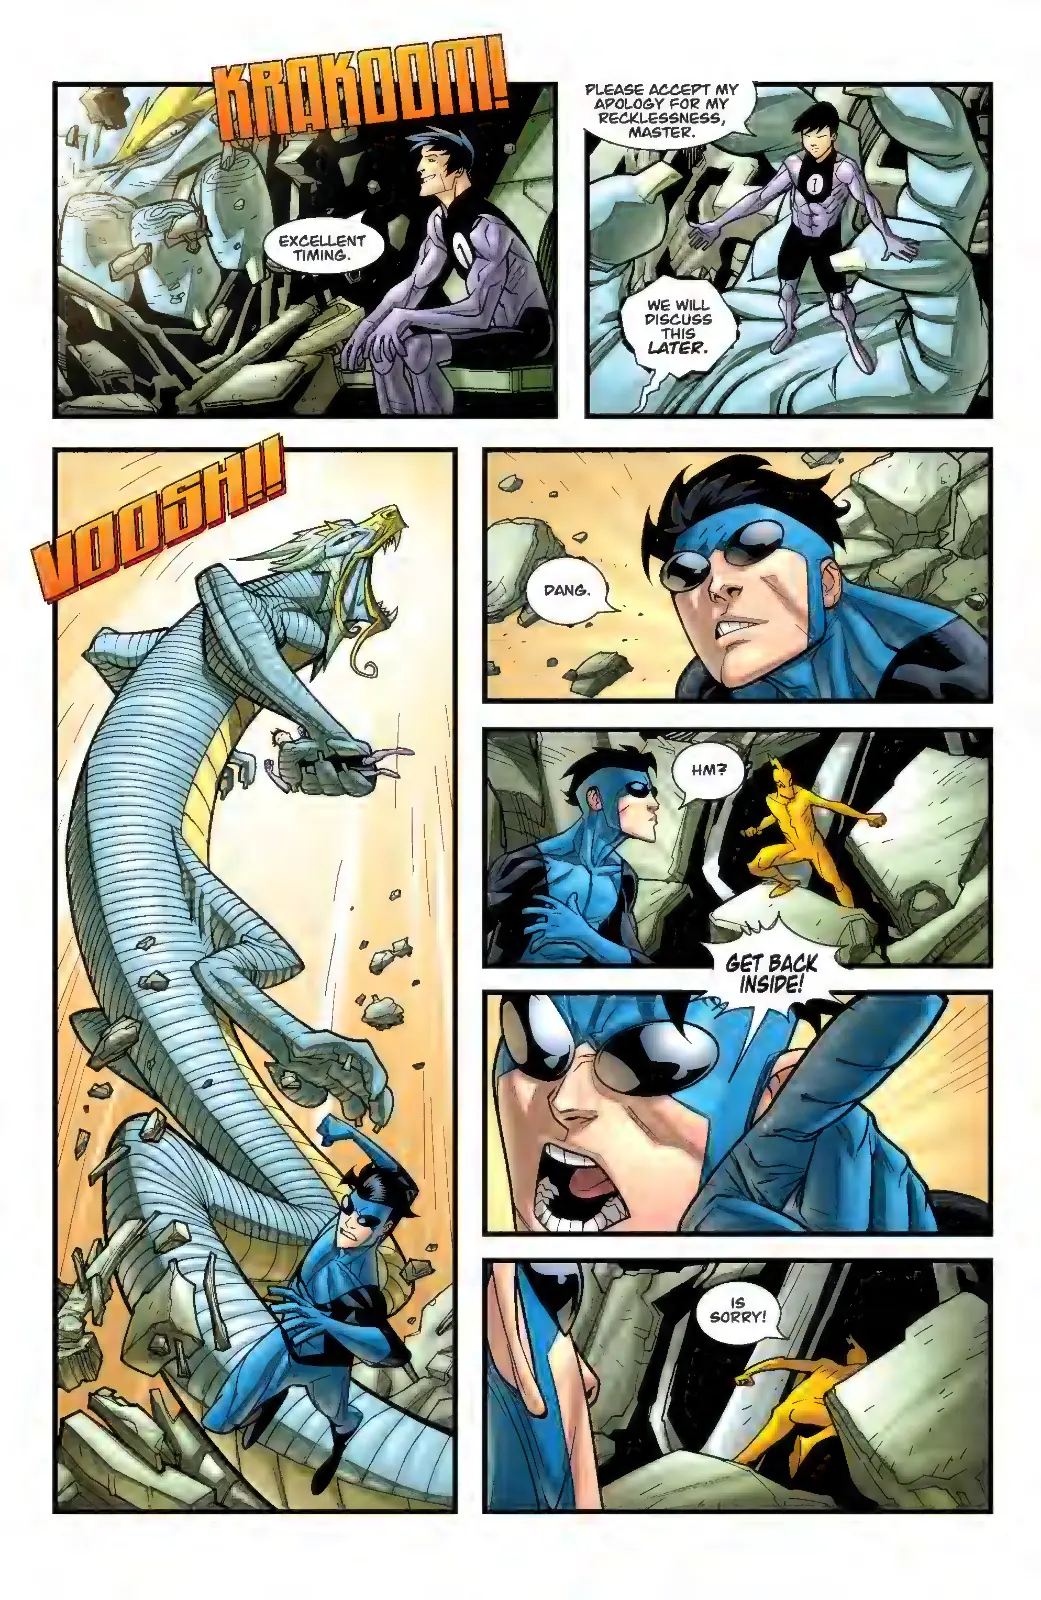 KRAKOOM!
EXCELLENT
TIMING.
PLEASE ACCEPT MY
APOLOGY FOR MY
RECKLESSNESS,
MASTER.
1
WE WILL
DISCUSS
THIS
LATER.
VOOSH!!
DANG.
HM?
GET BACK
INSIDE!
IS
SORRY!